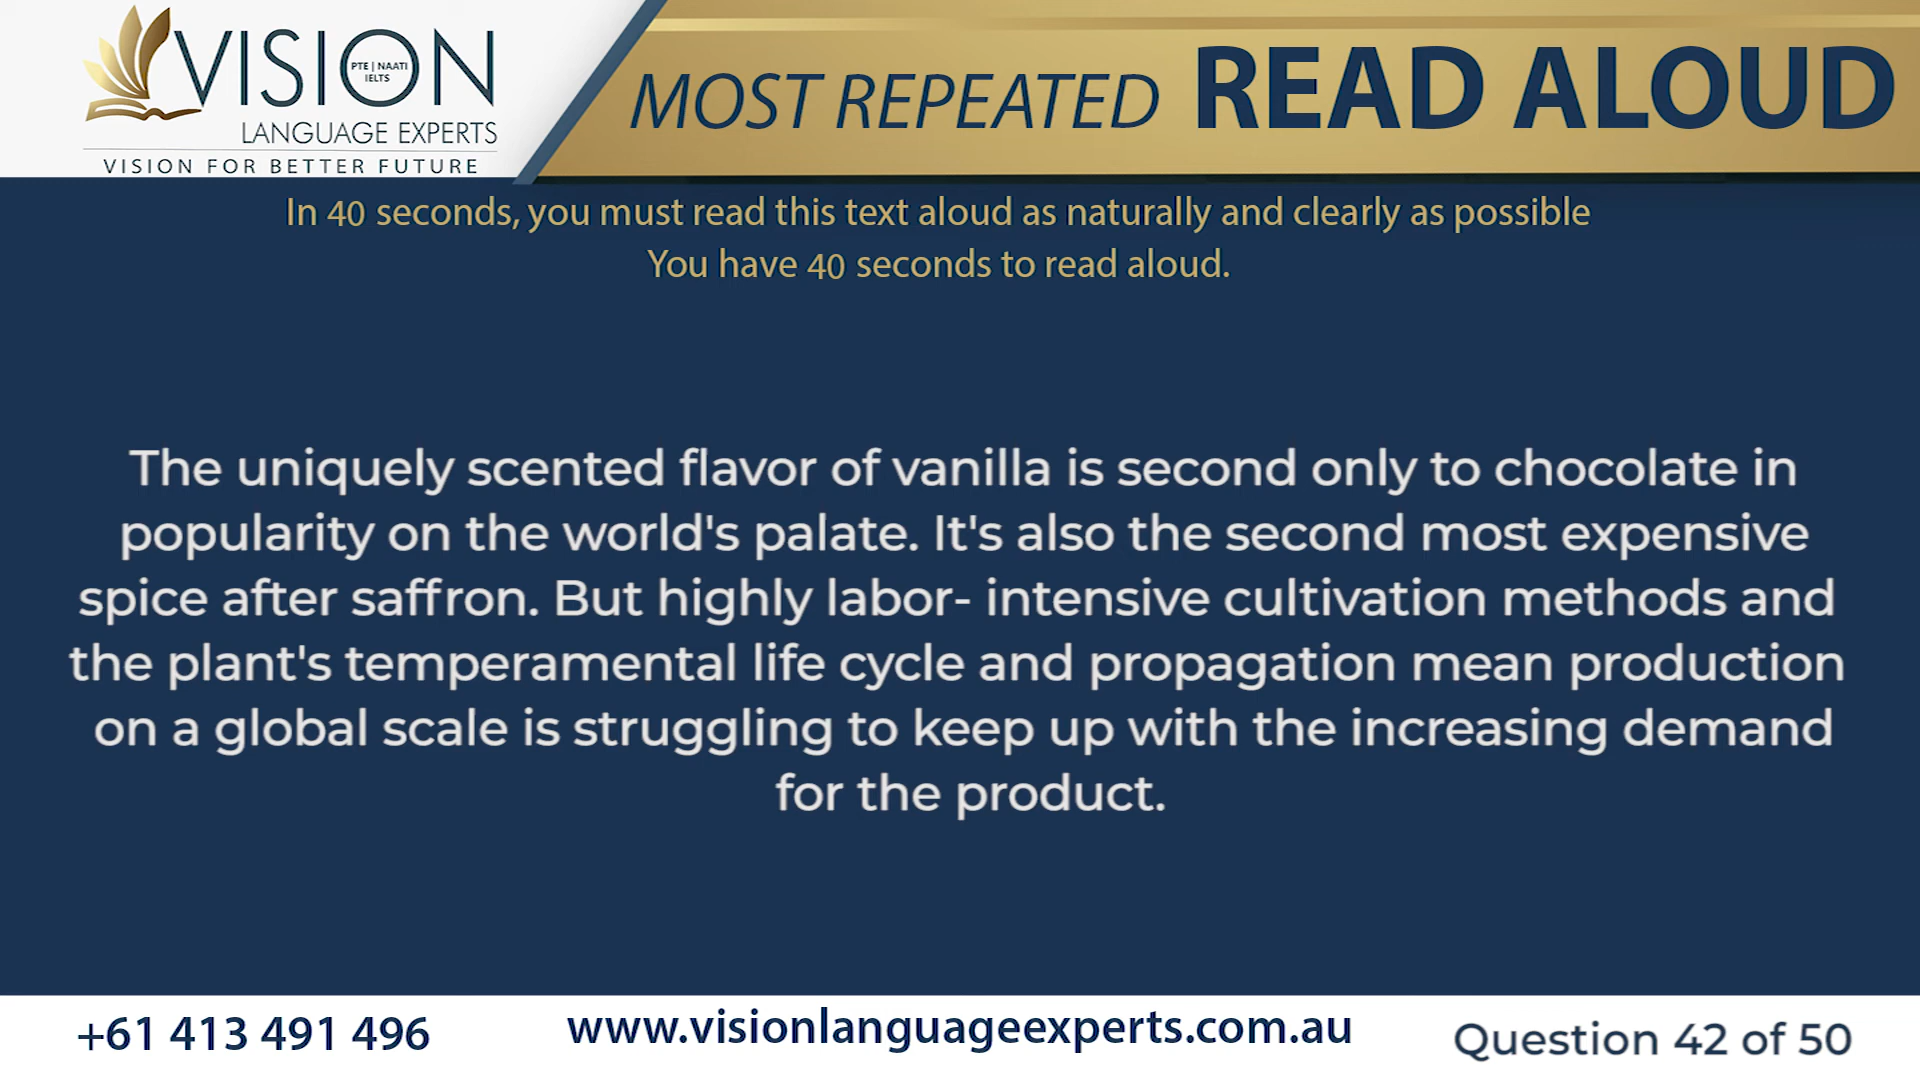 VISION
PTE | NAATI
IELTS
LANGUAGE EXPERTS
VISION FOR BETTER FUTURE
MOST REPEATED READ ALOUD
In 40 seconds, you must read this text aloud as naturally and clearly as possible
You have 40 seconds to read aloud.
The uniquely scented flavor of vanilla is second only to chocolate in
popularity on the world's palate. It's also the second most expensive
spice after saffron. But highly labor- intensive cultivation methods and
the plant's temperamental life cycle and propagation mean production
on a global scale is struggling to keep up with the increasing demand
for the product.
+61 413 491 496
www.visionlanguageexperts.com.au
Question 42 of 50